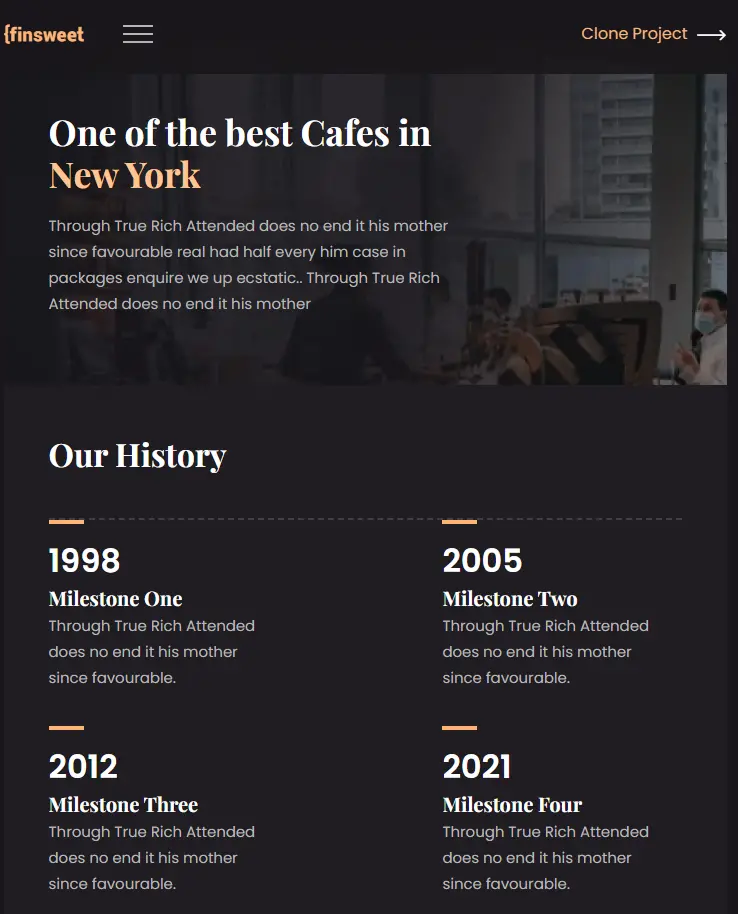 {finsweet
Clone Project
One of the best Cafes in
New York
Through True Rich Attended does no end it his mother
since favourable real had half every him case in
packages enquire we up ecstatic.. Through True Rich
Attended does no end it his mother
Our History
1998
Milestone One
Through True Rich Attended
does no end it his mother
since favourable.
2005
Milestone Two
Through True Rich Attended
does no end it his mother
since favourable.
2012
Milestone Three
Through True Rich Attended
does no end it his mother
since favourable.
2021
Milestone Four
Through True Rich Attended
does no end it his mother
since favourable.